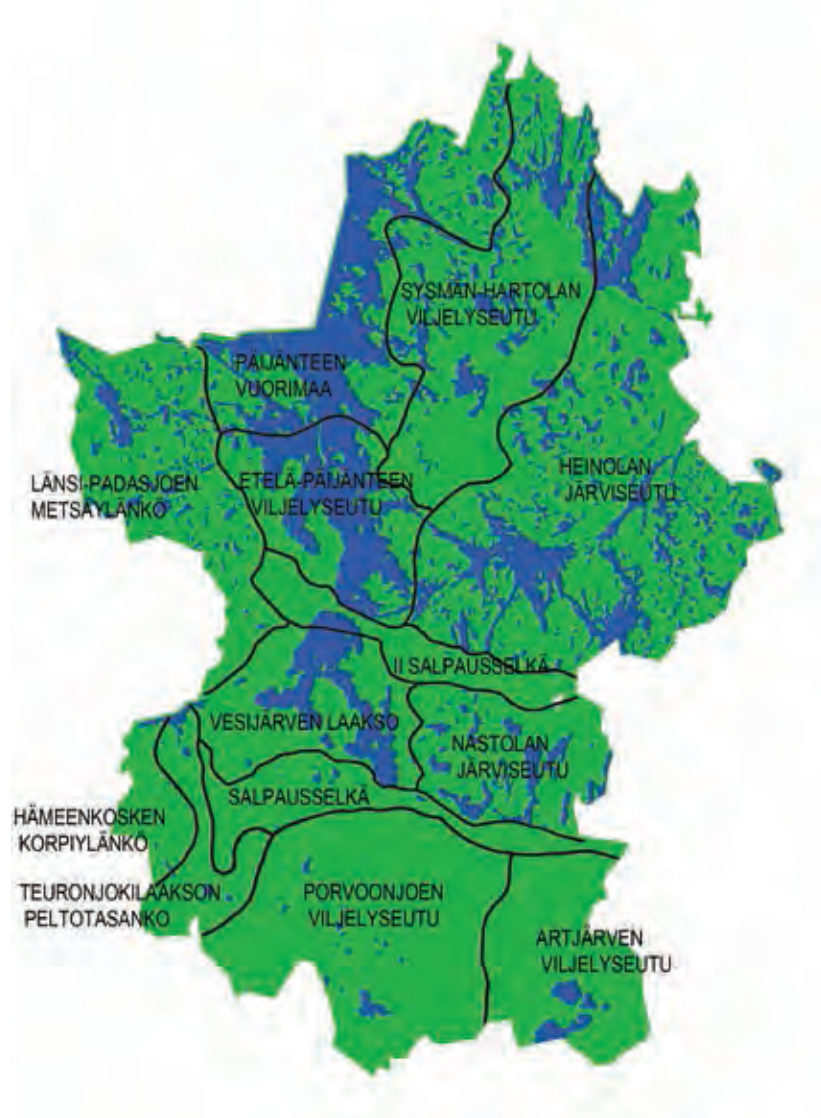 SYSMÄN-HARTOLAN
VILJELYSEUTU
PÄIJÄNTEEN
VUORIMAA
LÄNSI-PADASJOEN
METSÄYLÄNKÖ
ETELÄ-PÄIJÄNTEEN
VILJELYSEUTU
HEINOLAN
JÄRVISEUTU
II SALPAUSSELKÄ
VESIJÄRVEN LAAKSO
NASTOLAN
JÄRVISEUTU
SALPAUSSELKÄ
HÄMEENKOSKEN
KORPIYLÄNKÖ
TEURONJOKILAAKSON
PELTOTASANKO
PORVOONJOEN
VILJELYSEUTU
ARTJÄRVEN
VILJELYSEUTU